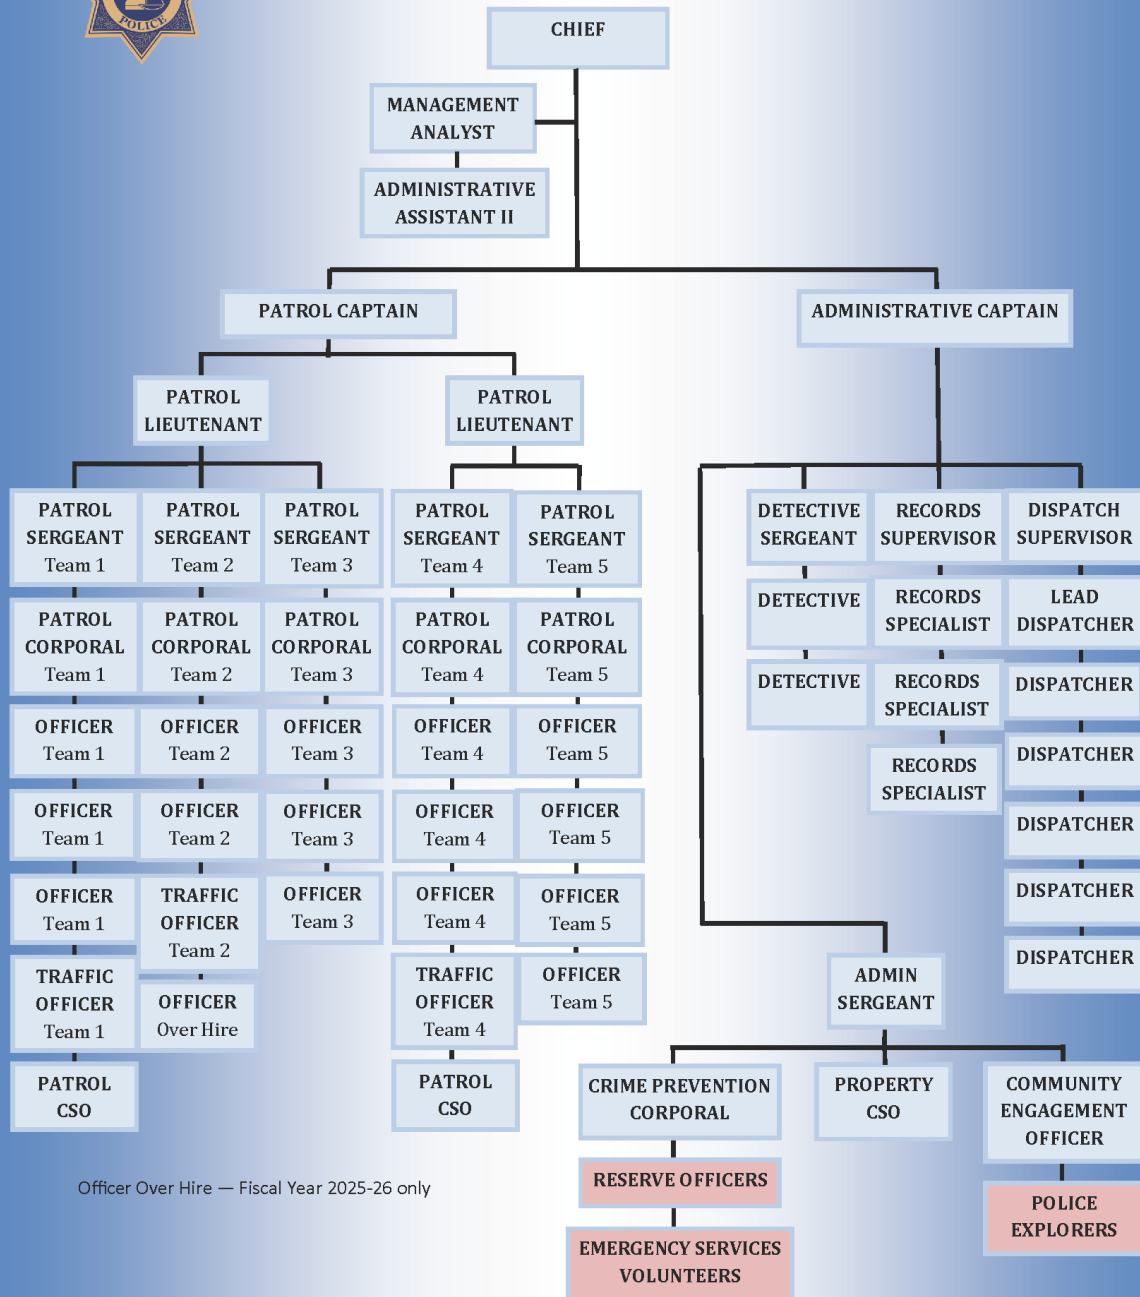 POLICE
CHIEF
MANAGEMENT
ANALYST
ADMINISTRATIVE
ASSISTANT II
PATROL CAPTAIN
ADMINISTRATIVE CAPTAIN
PATROL
LIEUTENANT
PATROL
LIEUTENANT
PATROL
SERGEANT
Team 1
PATROL
SERGEANT
Team 2
PATROL
SERGEANT
Team 3
PATROL
SERGEANT
Team 4
PATROL
SERGEANT
Team 5
DETECTIVE
SERGEANT
RECORDS
SUPERVISOR
DISPATCH
SUPERVISOR
PATROL
CORPORAL
Team 1
PATROL
CORPORAL
Team 2
PATROL
CORPORAL
Team 3
PATROL
CORPORAL
Team 4
PATROL
CORPORAL
Team 5
DETECTIVE
RECORDS
SPECIALIST
LEAD
DISPATCHER
DETECTIVE
RECORDS
SPECIALIST
DISPATCHER
OFFICER
Team 1
OFFICER
Team 2
OFFICER
Team 3
OFFICER
Team 4
OFFICER
Team 5
RECORDS
SPECIALIST
DISPATCHER
OFFICER
Team 1
OFFICER
Team 2
OFFICER
Team 3
OFFICER
Team 4
OFFICER
Team 5
DISPATCHER
OFFICER
Team 1
TRAFFIC
OFFICER
Team 2
OFFICER
Team 3
OFFICER
Team 4
OFFICER
Team 5
DISPATCHER
DISPATCHER
TRAFFIC
OFFICER
Team 1
OFFICER
Over Hire
TRAFFIC
OFFICER
Team 4
OFFICER
Team 5
ADMIN
SERGEANT
PATROL
CSO
PATROL
CSO
CRIME PREVENTION
CORPORAL
PROPERTY
CSO
COMMUNITY
ENGAGEMENT
OFFICER
RESERVE OFFICERS
POLICE
EXPLORERS
EMERGENCY SERVICES
VOLUNTEERS
Officer Over Hire — Fiscal Year 2025-26 only